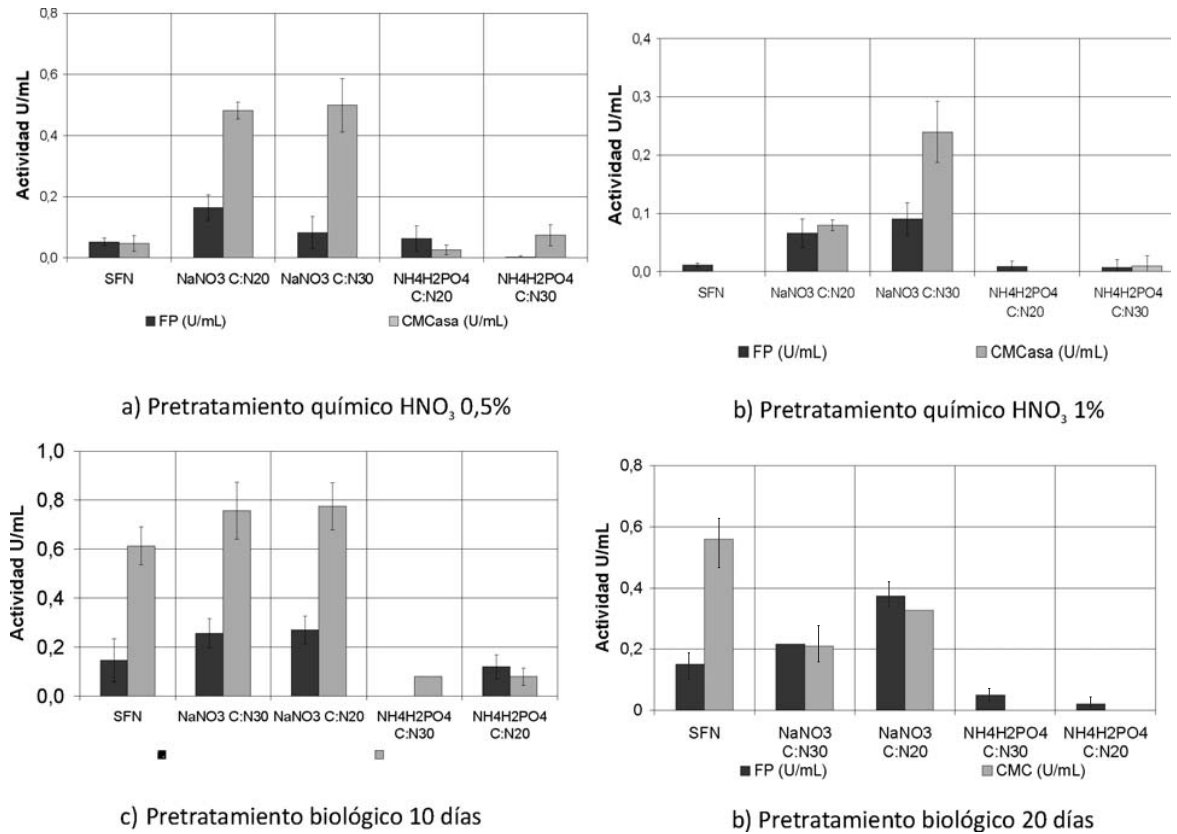 0,8
0,6
0,4
0,2
0,0
Actividad U/mL
SFN
NaNO3 C:N20
NaNO3 C:N30
NH4H2PO4
C:N20
NH4H2PO4
C:N30
FP (U/mL)
CMCasa (U/mL)
a) Pretratamiento químico HNO₃ 0,5%
0,4
0,3
0,2
0,1
0,0
Actividad U/mL
SFN
NaNO3 C:N20
NaNO3 C:N30
NH4H2PO4
C:N20
NH4H2PO4
C:N30
FP (U/mL)
CMCasa (U/mL)
b) Pretratamiento químico HNO₃ 1%
1,0
0,8
0,6
0,4
0,2
0,0
Actividad U/mL
SFN
NaNO3 C:N30
NaNO3 C:N20
NH4H2PO4
C:N30
NH4H2PO4
C:N20
c) Pretratamiento biológico 10 días
0,8
0,6
0,4
0,2
0
Actividad U/mL
SFN
NaNO3
C:N30
NaNO3
C:N20
NH4H2PO4
C:N30
NH4H2PO4
C:N20
FP (U/mL)
CMC (U/mL)
b) Pretratamiento biológico 20 días